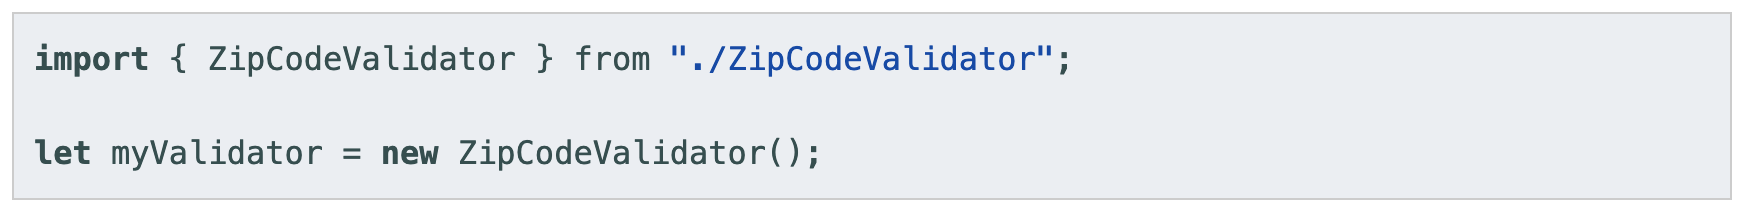 import { ZipCodeValidator } from "./ZipCodeValidator";
let myValidator = new ZipCodeValidator();